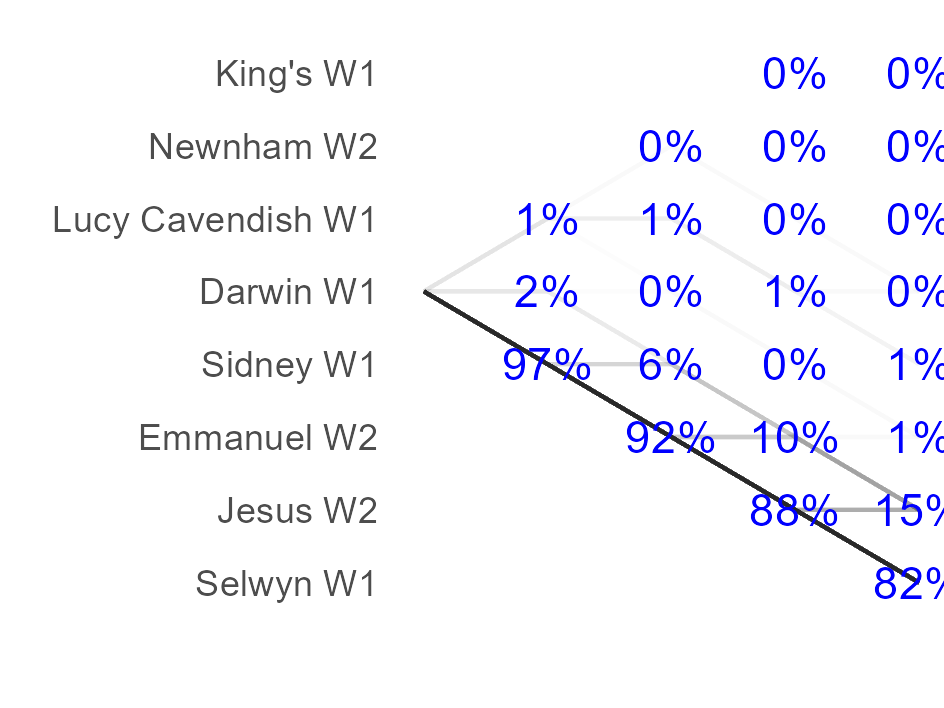 King's W1 0% 0%
Newnham W2 0% 0% 0%
Lucy Cavendish W1 1% 1% 0% 0%
Darwin W1 2% 0% 1% 0%
Sidney W1 97% 6% 0% 1%
Emmanuel W2 92% 10% 1%
Jesus W2 88% 15%
Selwyn W1 82%